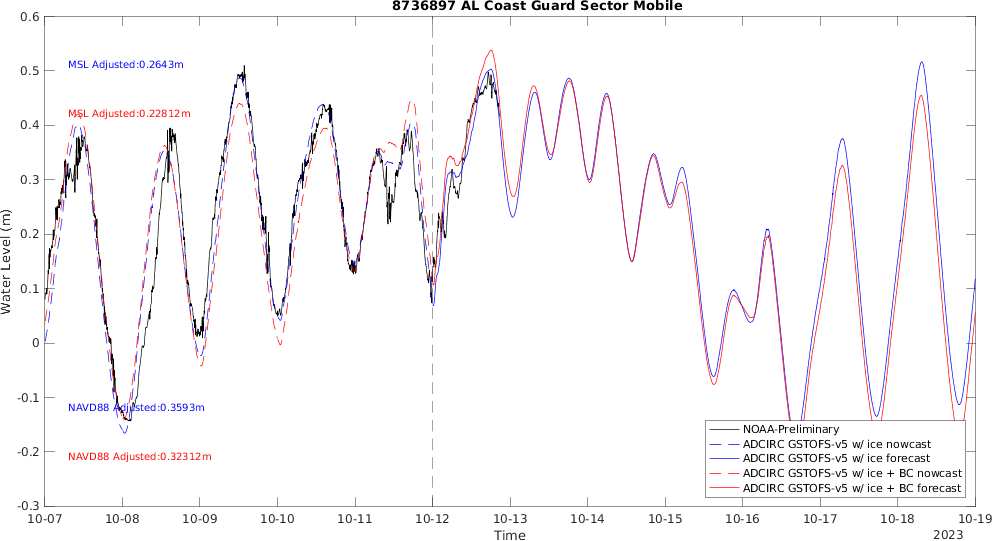 8736897 AL Coast Guard Sector Mobile
0.6
0.5
0.4
0.3
0.2
0.1
0
-0.1
-0.2
-0.3
Water Level (m)
MSL Adjusted:0.2643m
MSL Adjusted:0.22812m
NAVD88 Adjusted:0.3593m
NAVD88 Adjusted:0.32312m
NOAA-Preliminary
ADCIRC GSTOFS-v5 w/ ice nowcast
ADCIRC GSTOFS-v5 w/ ice forecast
ADCIRC GSTOFS-v5 w/ ice + BC nowcast
ADCIRC GSTOFS-v5 w/ ice + BC forecast
10-07 10-08 10-09 10-10 10-11 10-12 10-13 10-14 10-15 10-16 10-17 10-18 10-19
Time
2023